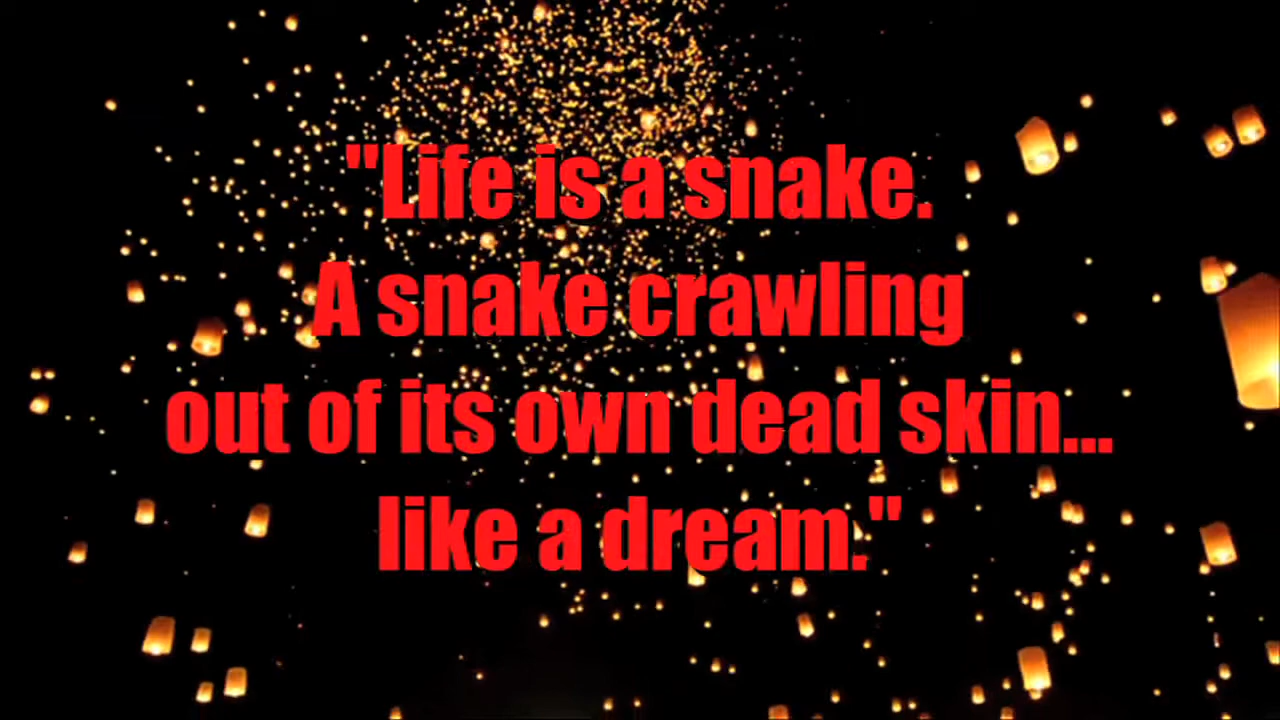 "Life is a snake.
A snake crawling
out of its own dead skin...
like a dream."